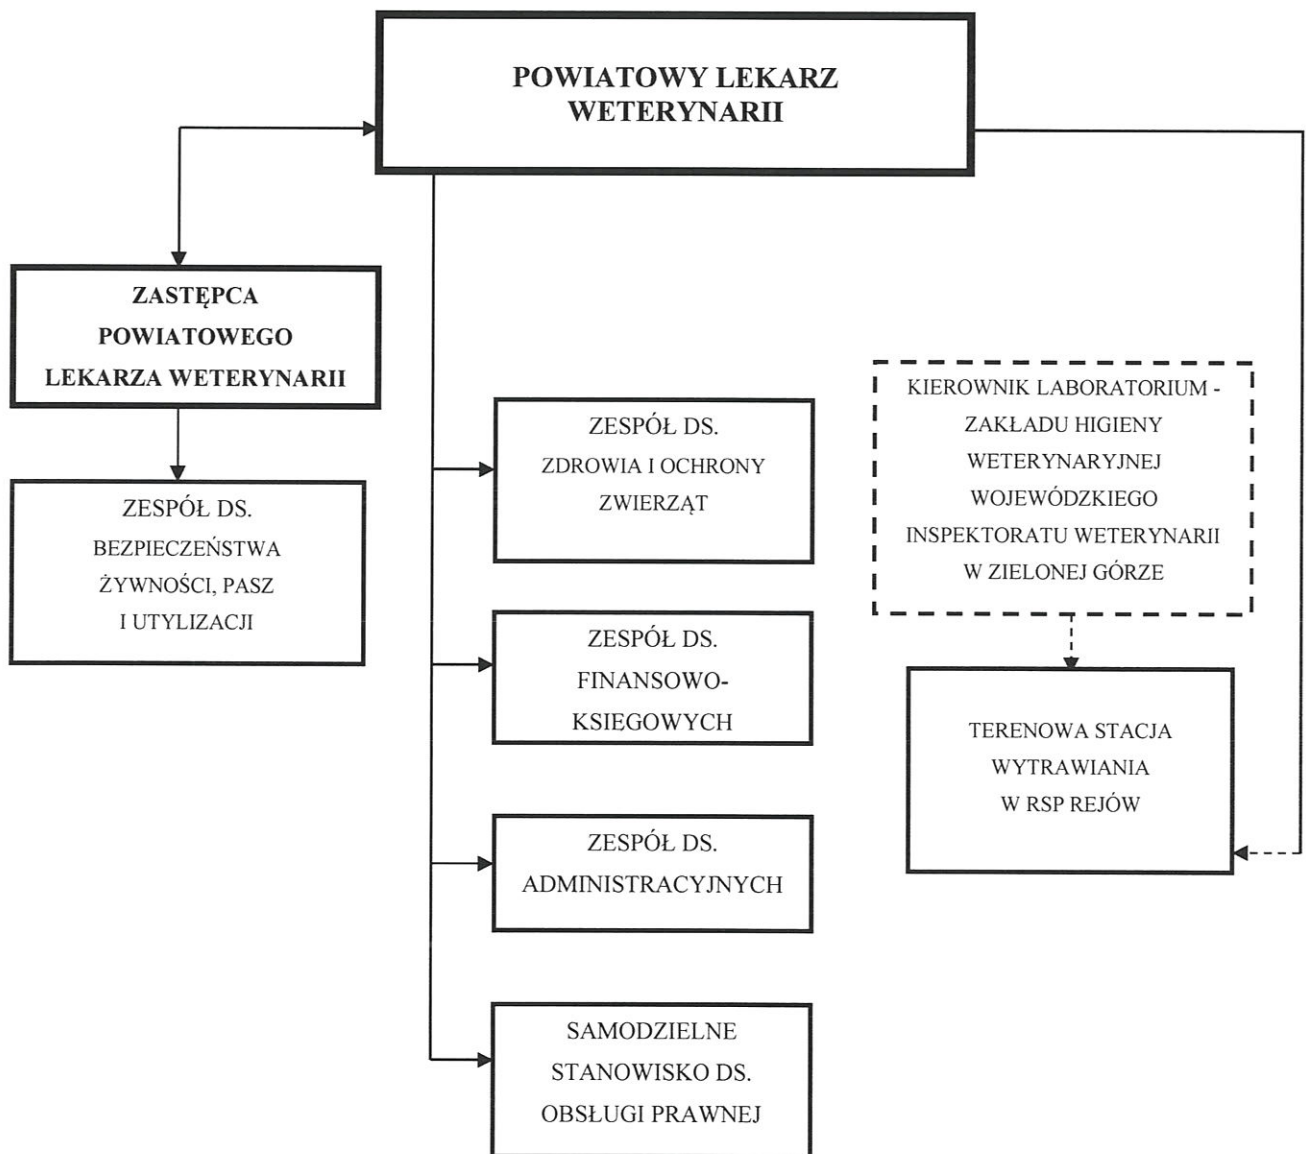 POWIATOWY LEKARZ
WETERYNARII
ZASTĘPCA
POWIATOWEGO
LEKARZA WETERYNARII
ZESPÓŁ DS.
BEZPIECZEŃSTWA
ŻYWNOŚCI, PASZ
I UTYLIZACJI
ZESPÓŁ DS.
ZDROWIA I OCHRONY
ZWIERZĄT
ZESPÓŁ DS.
FINANSOWO-
KSIEGOWYCH
ZESPÓŁ DS.
ADMINISTRACYJNYCH
SAMODZIELNE
STANOWISKO DS.
OBSŁUGI PRAWNEJ
KIEROWNIK LABORATORIUM -
ZAKŁADU HIGIENY
WETERYNARYJNEJ
WOJEWÓDZKIEGO
INSPEKTORATU WETERYNARII
W ZIELONEJ GÓRZE
TERENOWA STACJA
WYTRAWIANIA
W RSP REJÓW